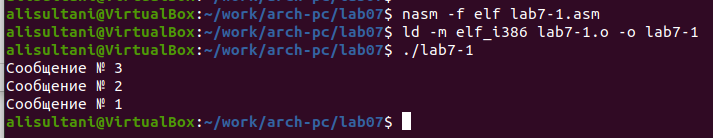 alisultani@VirtualBox:~/work/arch-pc/lab07$ nasm -f elf lab7-1.asm
alisultani@VirtualBox:~/work/arch-pc/lab07$ ld -m elf_i386 lab7-1.o -o lab7-1
alisultani@VirtualBox:~/work/arch-pc/lab07$ ./lab7-1
Сообщение № 3
Сообщение № 2
Сообщение № 1
alisultani@VirtualBox:~/work/arch-pc/lab07$